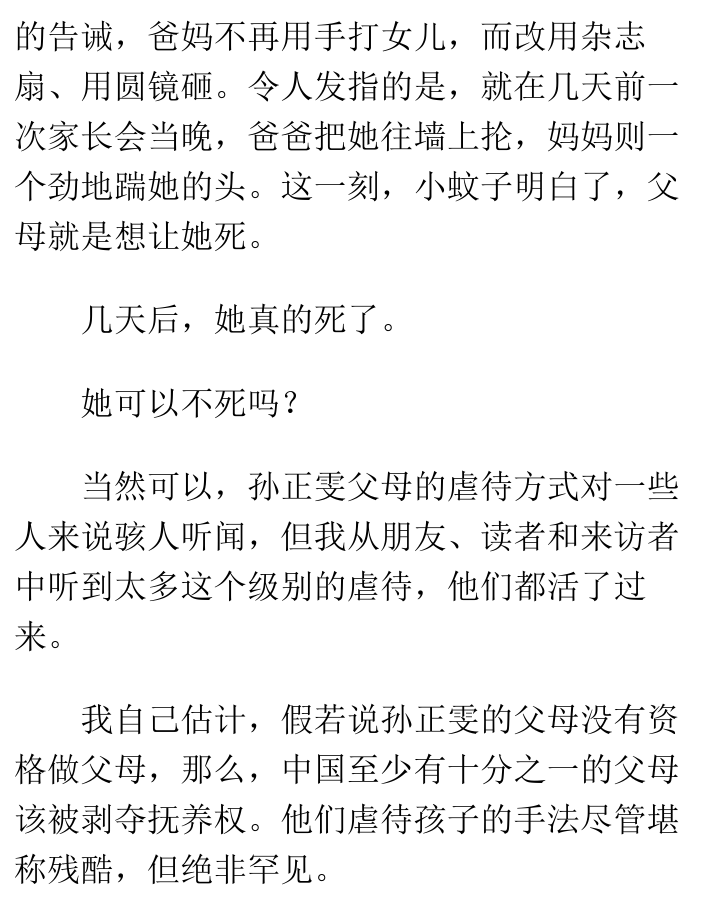 的告诫，爸妈不再用手打女儿，而改用杂志
扇、用圆镜砸。令人发指的是，就在几天前一
次家长会当晚，爸爸把她往墙上抡，妈妈则一
个劲地踹她的头。这一刻，小蚊子明白了，父
母就是想让她死。
几天后，她真的死了。
她可以不死吗？
当然可以，孙正雯父母的虐待方式对一些
人来说骇人听闻，但我从朋友、读者和来访者
中听到太多这个级别的虐待，他们都活了过
来。
我自己估计，假若说孙正雯的父母没有资
格做父母，那么，中国至少有十分之一的父母
该被剥夺抚养权。他们虐待孩子的手法尽管堪
称残酷，但绝非罕见。